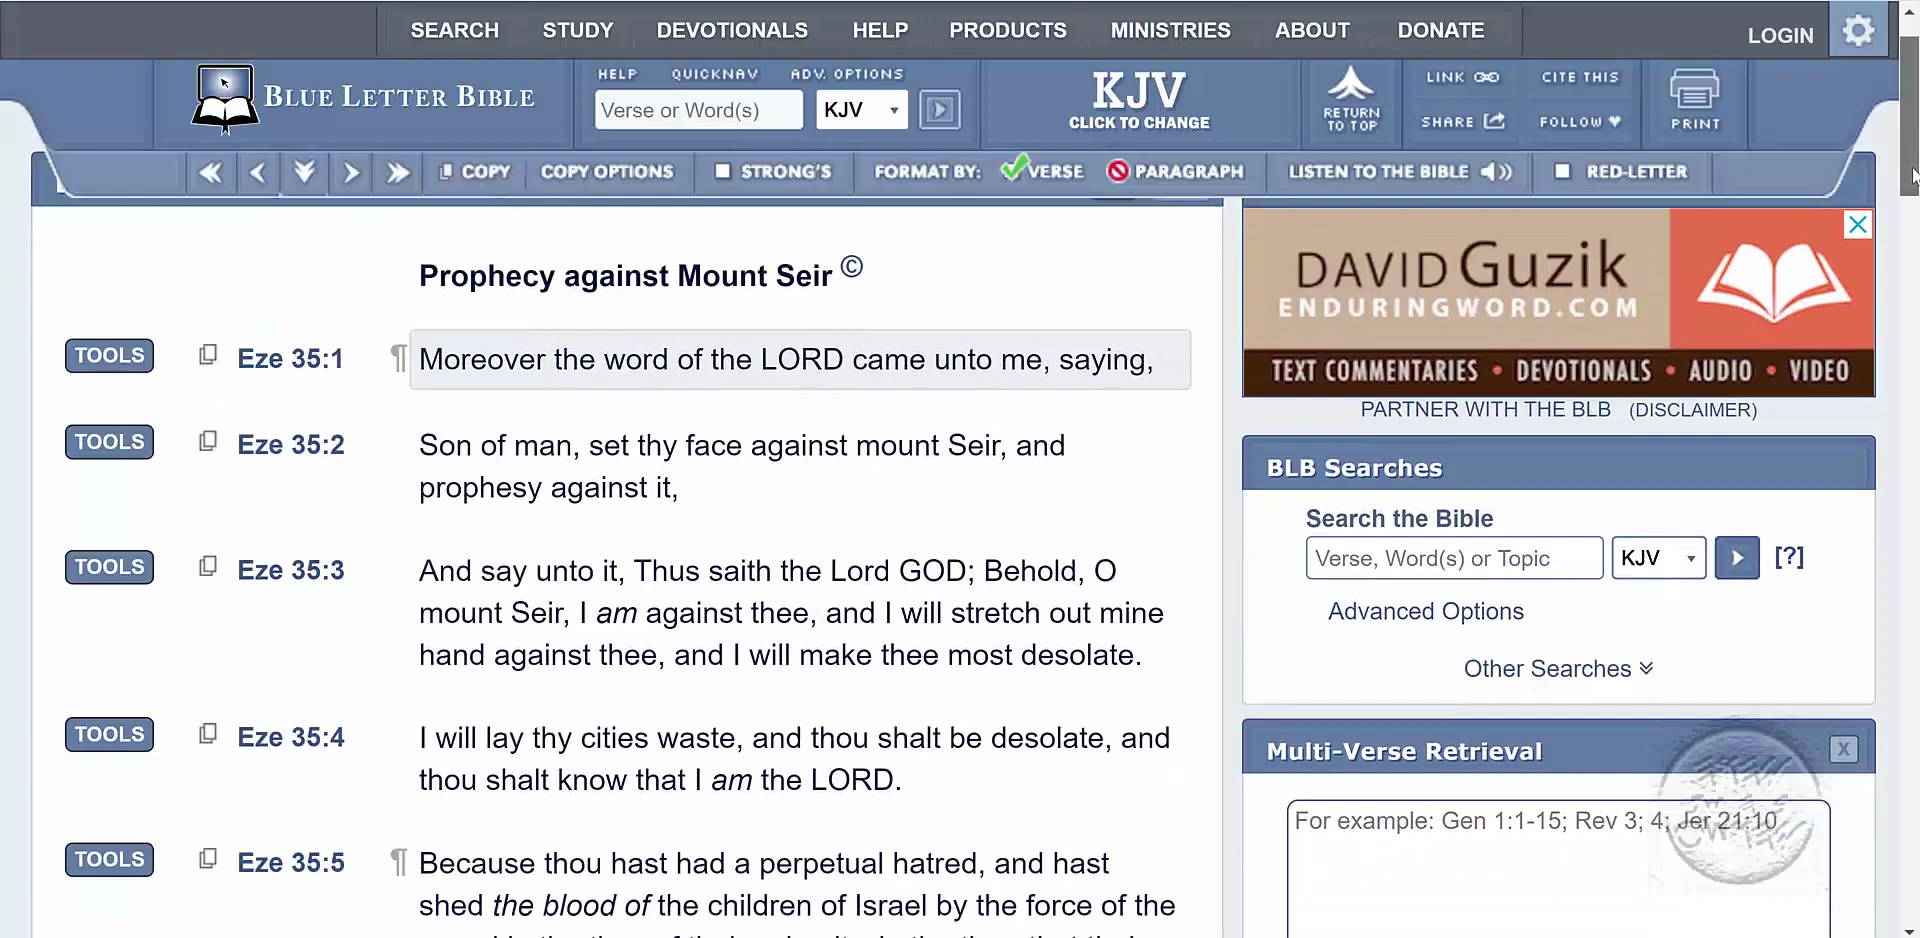 SEARCH STUDY DEVOTIONALS HELP PRODUCTS MINISTRIES ABOUT DONATE LOGIN
BLUE LETTER BIBLE
HELP QUICKNAV ADV. OPTIONS
Verse or Word(s) KJV
KJV
CLICK TO CHANGE
RETURN
TO TOP
LINK CITE THIS
SHARE FOLLOW
PRINT
COPY COPY OPTIONS STRONG'S FORMAT BY: VERSE PARAGRAPH LISTEN TO THE BIBLE RED-LETTER
Prophecy against Mount Seir ©
TOOLS Eze 35:1 ¶ Moreover the word of the LORD came unto me, saying,
TOOLS Eze 35:2 Son of man, set thy face against mount Seir, and
prophesy against it,
TOOLS Eze 35:3 And say unto it, Thus saith the Lord GOD; Behold, O
mount Seir, I am against thee, and I will stretch out mine
hand against thee, and I will make thee most desolate.
TOOLS Eze 35:4 I will lay thy cities waste, and thou shalt be desolate, and
thou shalt know that I am the LORD.
TOOLS Eze 35:5 ¶ Because thou hast had a perpetual hatred, and hast
shed the blood of the children of Israel by the force of the
DAVID Guzik
ENDURINGWORD.COM
TEXT COMMENTARIES • DEVOTIONALS • AUDIO • VIDEO
PARTNER WITH THE BLB (DISCLAIMER)
BLB Searches
Search the Bible
Verse, Word(s) or Topic KJV [?]
Advanced Options
Other Searches
Multi-Verse Retrieval X
For example: Gen 1:1-15; Rev 3; 4; Jer 21:10